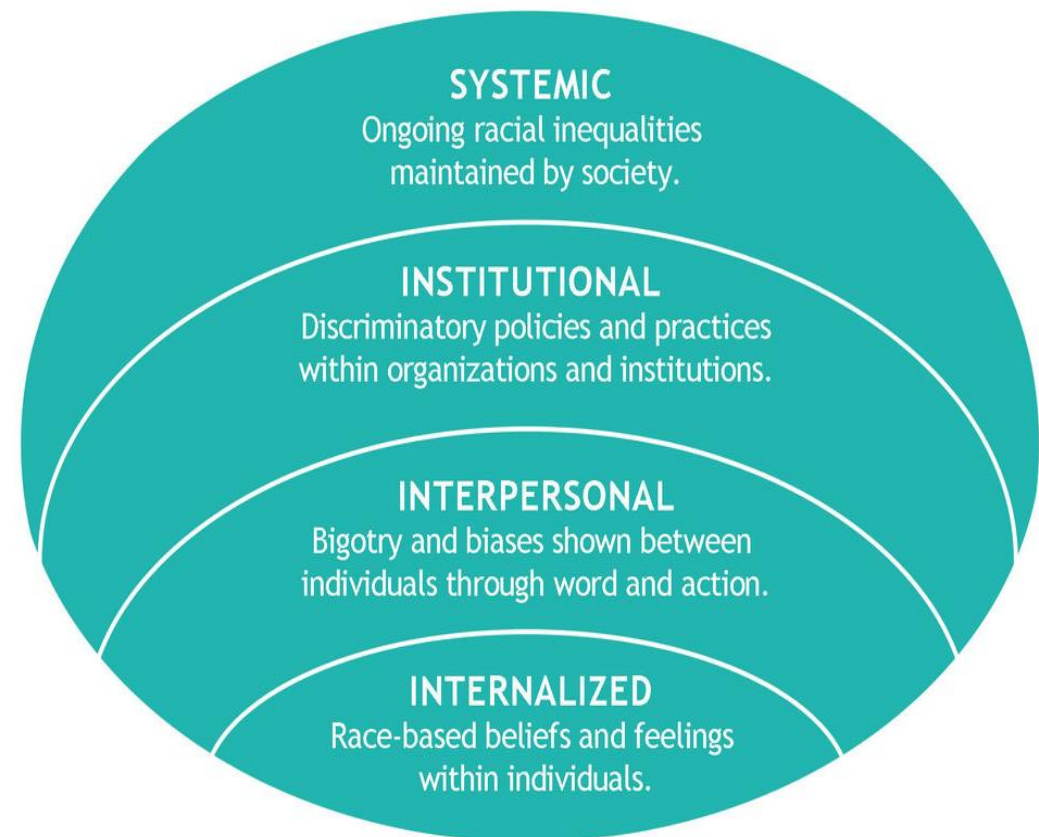 SYSTEMIC
Ongoing racial inequalities
maintained by society.
INSTITUTIONAL
Discriminatory policies and practices
within organizations and institutions.
INTERPERSONAL
Bigotry and biases shown between
individuals through word and action.
INTERNALIZED
Race-based beliefs and feelings
within individuals.